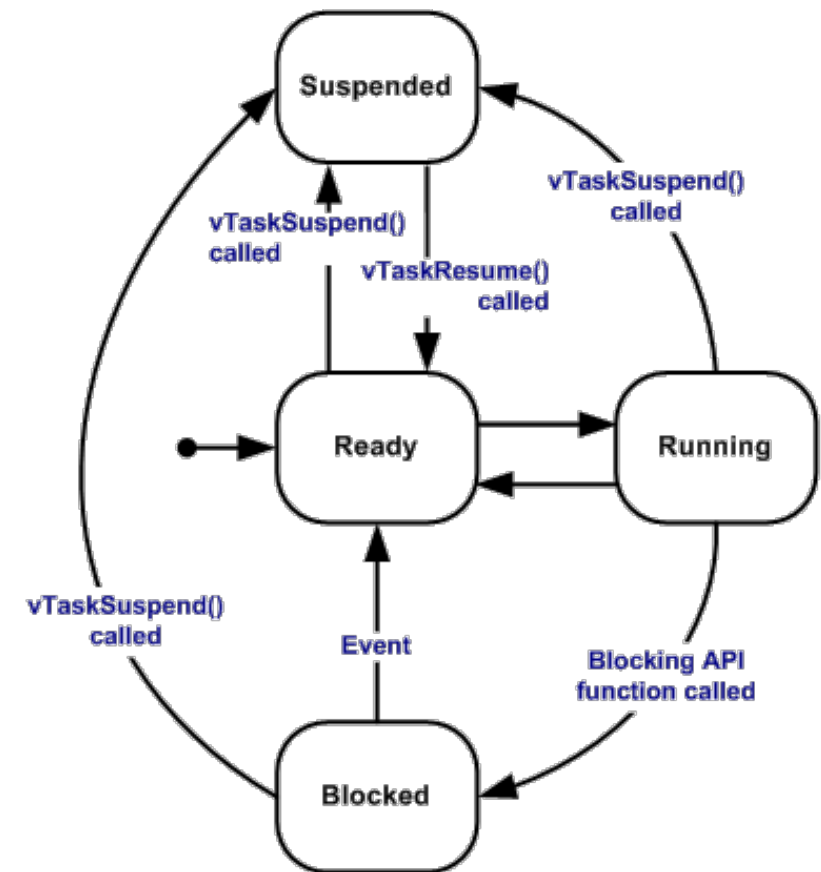 Suspended
vTaskSuspend()
called
vTaskSuspend()
called
vTaskResume()
called
Ready
Running
vTaskSuspend()
called
Event
Blocking API
function called
Blocked